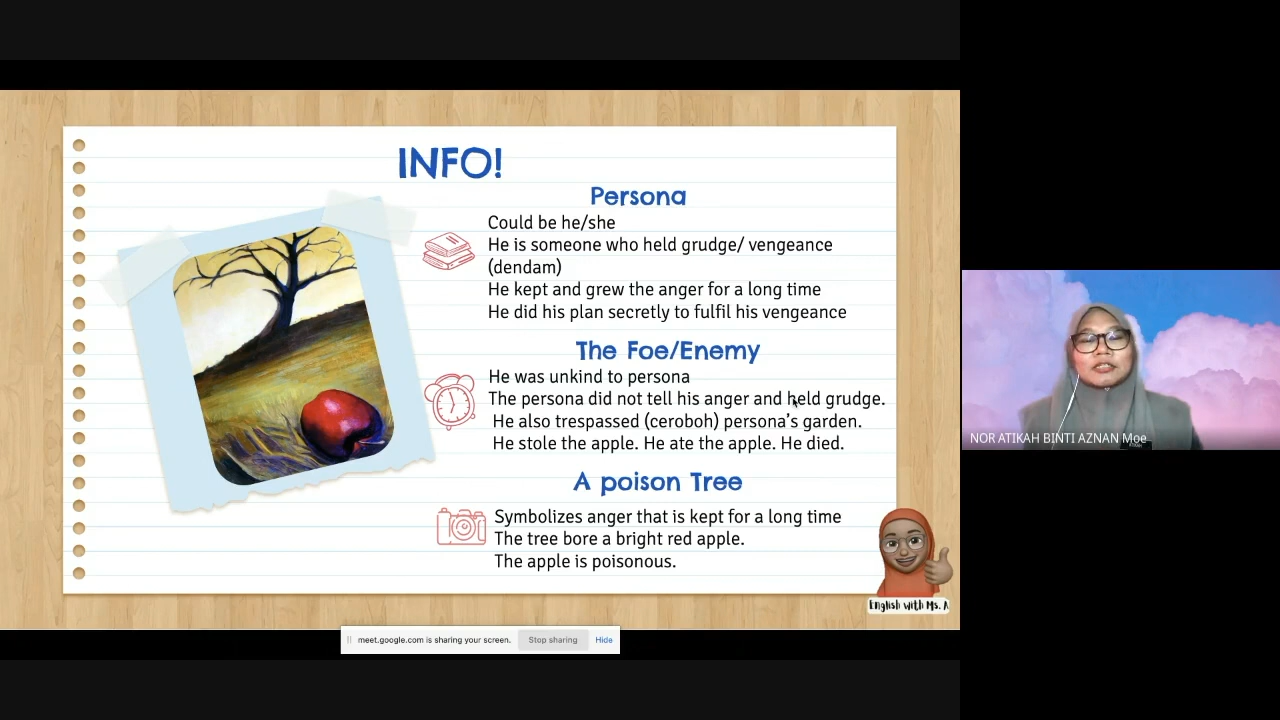 INFO!
Persona
Could be he/she
He is someone who held grudge/ vengeance
(dendam)
He kept and grew the anger for a long time
He did his plan secretly to fulfil his vengeance
The Foe/Enemy
He was unkind to persona
The persona did not tell his anger and held grudge.
He also trespassed (ceroboh) persona's garden.
He stole the apple. He ate the apple. He died.
A poison Tree
Symbolizes anger that is kept for a long time
The tree bore a bright red apple.
The apple is poisonous.
English with Ms. A
NOR ATIKAH BINTI AZNAN Moe
meet.google.com is sharing your screen. Stop sharing Hide